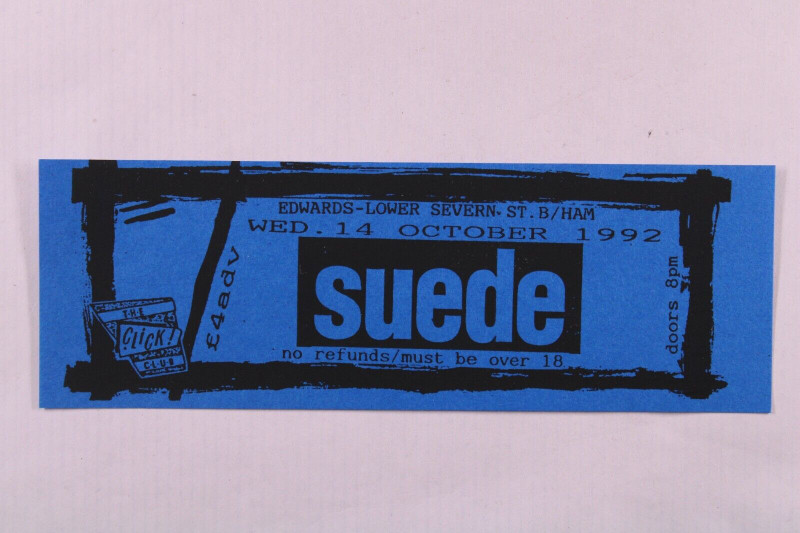 EDWARDS-LOWER SEVERN ST. B/HAM
WED. 14 OCTOBER 1992
suede
no refunds/must be over 18
£4adv
doors 8pm
THE
CLICK!
CLUB